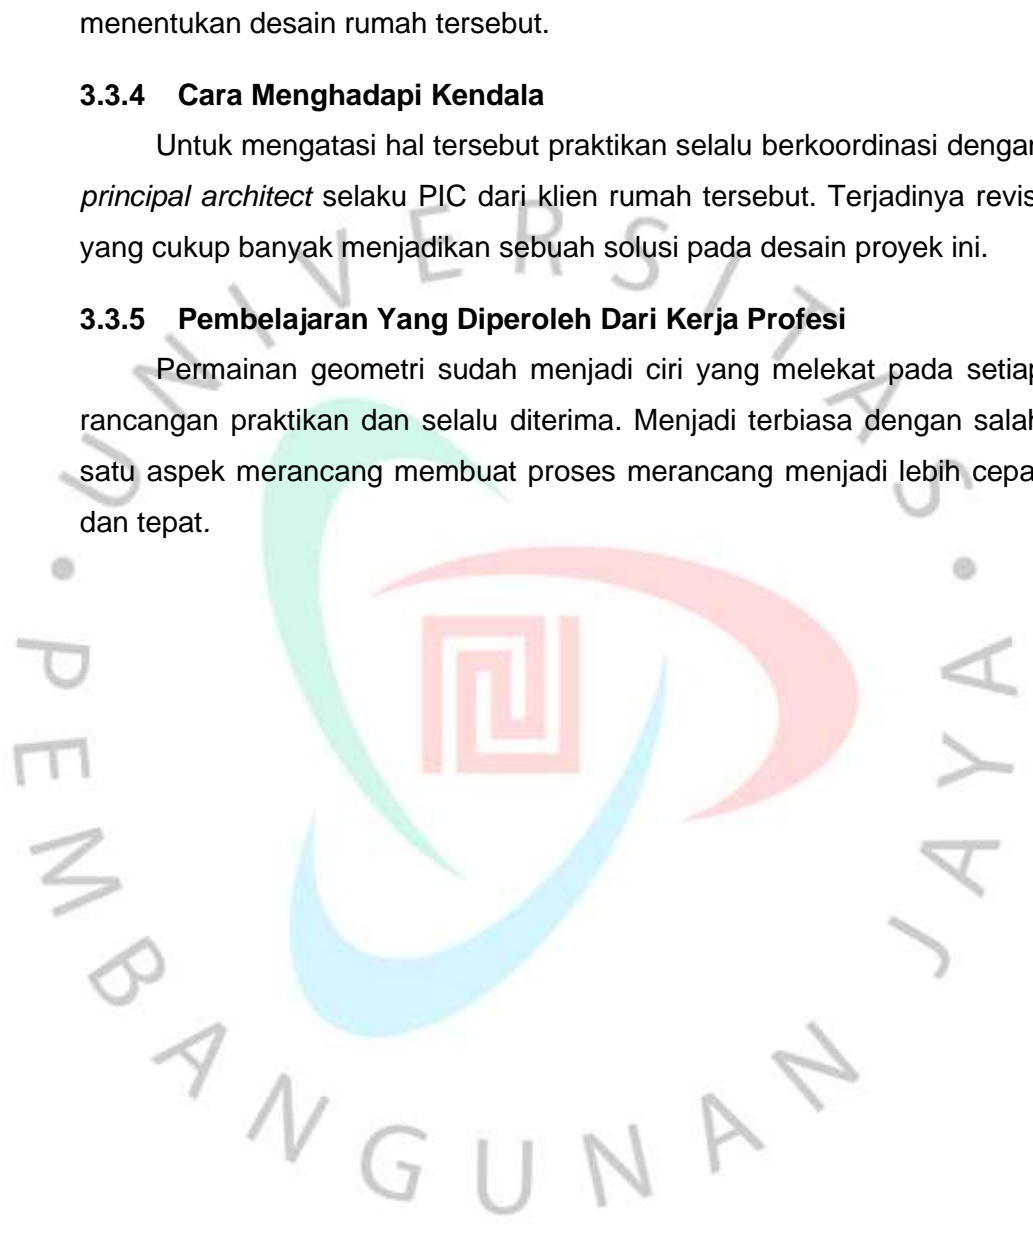 menentukan desain rumah tersebut.
3.3.4 Cara Menghadapi Kendala
Untuk mengatasi hal tersebut praktikan selalu berkoordinasi dengan
principal architect selaku PIC dari klien rumah tersebut. Terjadinya revis
yang cukup banyak menjadikan sebuah solusi pada desain proyek ini.
3.3.5 Pembelajaran Yang Diperoleh Dari Kerja Profesi
Permainan geometri sudah menjadi ciri yang melekat pada setiap
rancangan praktikan dan selalu diterima. Menjadi terbiasa dengan salah
satu aspek merancang membuat proses merancang menjadi lebih cepa
dan tepat.
UNIVERSITAS
• PEMBANGUNAN JAYA •